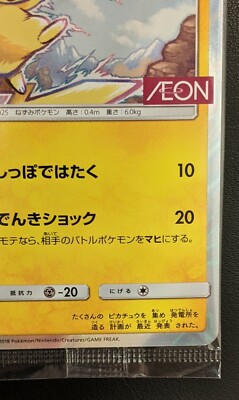 ÆON
025 ねずみポケモン 高さ：0.4m 重さ：6.0kg
しっぽではたく 10
でんきショック 20
モテなら、相手のバトルポケモンをマヒにする。
抵抗力 -20 にげる
たくさんの ピカチュウを 集め 発電所を
造る 計画が 最近 発表 された。
2018 Pokémon/Nintendo/Creatures/GAME FREAK.